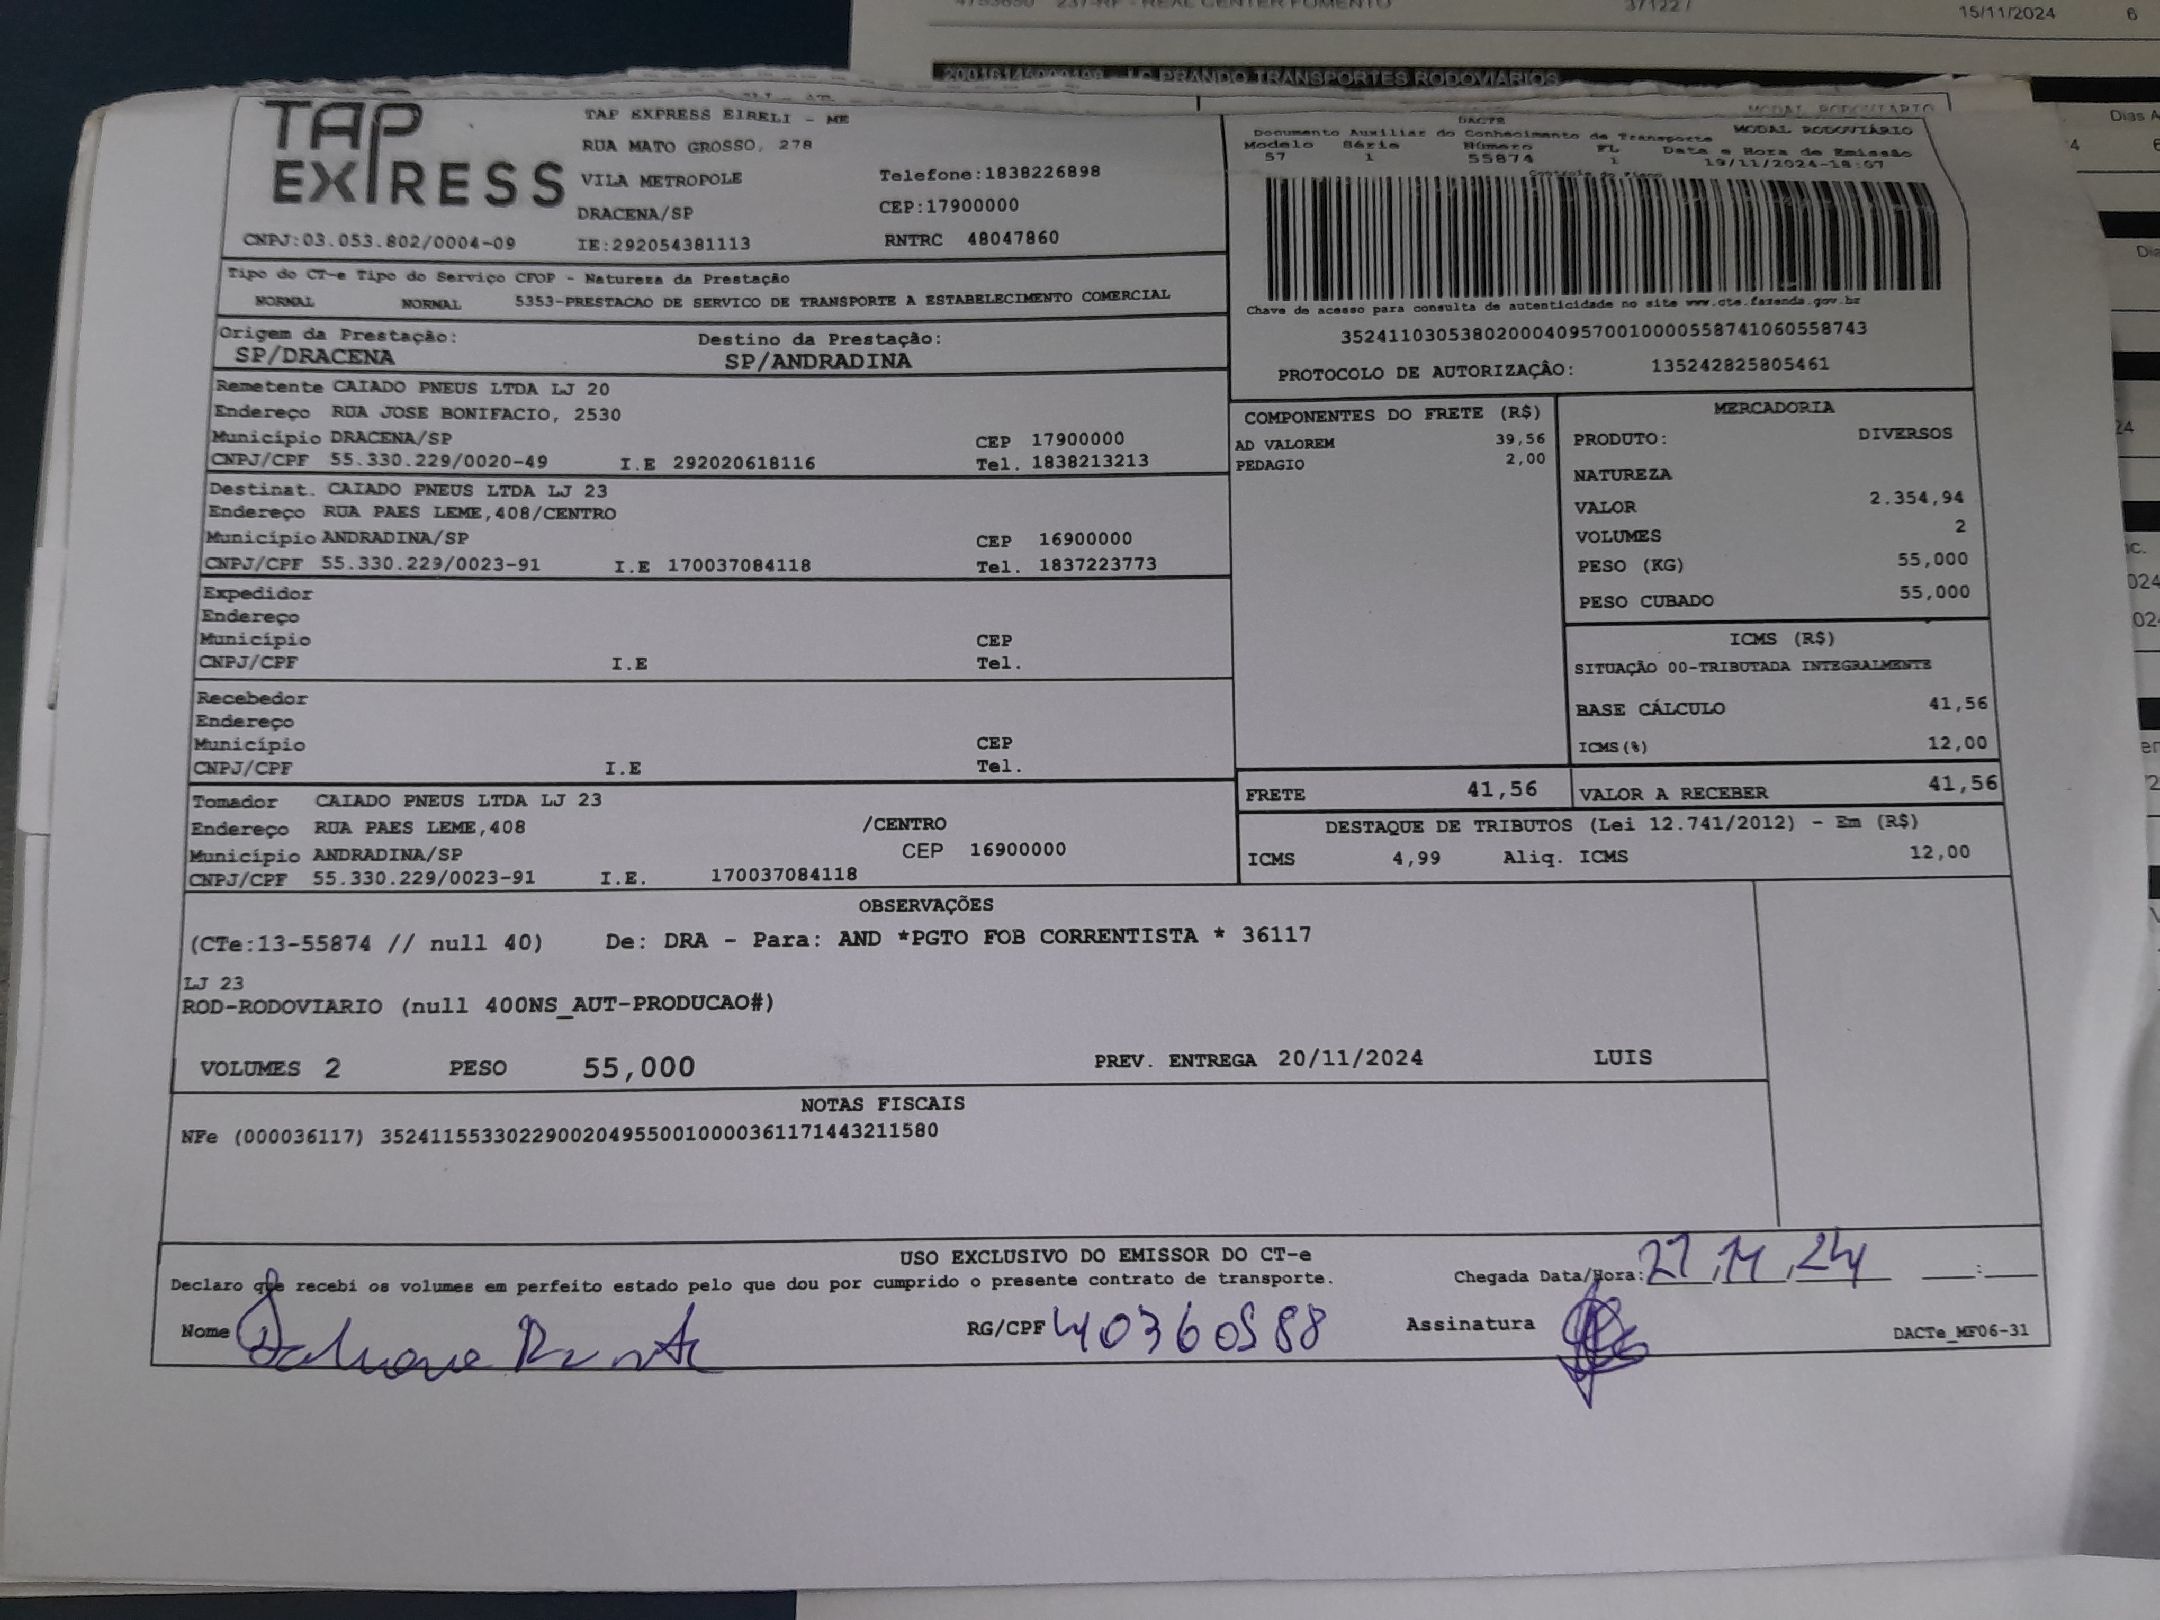 15/11/2024 6
20016146000100 - LC PRANDO TRANSPORTES RODOVIARIOS
TAP EXPRESS
TAP EXPRESS EIRELI - ME
RUA MATO GROSSO, 278
VILA METROPOLE Telefone:1838226898
DRACENA/SP CEP:17900000
CNPJ:03.053.802/0004-09 IE:292054381113 RNTRC 48047860
DACTE
Documento Auxiliar do Conhecimento de Transporte MODAL RODOVIÁRIO
Modelo Série Número FL Data e Hora de Emissão
57 1 55874 1 19/11/2024-18:07
Controle do Fisco
Chave de acesso para consulta de autenticidade no site www.cte.fazenda.gov.br
35241103053802000409570010000558741060558743
PROTOCOLO DE AUTORIZAÇÃO: 135242825805461
Tipo do CT-e Tipo do Serviço CFOP - Natureza da Prestação
NORMAL NORMAL 5353-PRESTACAO DE SERVICO DE TRANSPORTE A ESTABELECIMENTO COMERCIAL
Origem da Prestação: Destino da Prestação:
SP/DRACENA SP/ANDRADINA
Remetente CAIADO PNEUS LTDA LJ 20
Endereço RUA JOSE BONIFACIO, 2530
Município DRACENA/SP CEP 17900000
CNPJ/CPF 55.330.229/0020-49 I.E 292020618116 Tel. 1838213213
Destinat. CAIADO PNEUS LTDA LJ 23
Endereço RUA PAES LEME,408/CENTRO
Município ANDRADINA/SP CEP 16900000
CNPJ/CPF 55.330.229/0023-91 I.E 170037084118 Tel. 1837223773
Expedidor
Endereço
Município CEP
CNPJ/CPF I.E Tel.
Recebedor
Endereço
Município CEP
CNPJ/CPF I.E Tel.
Tomador CAIADO PNEUS LTDA LJ 23
Endereço RUA PAES LEME,408 /CENTRO
Município ANDRADINA/SP CEP 16900000
CNPJ/CPF 55.330.229/0023-91 I.E. 170037084118
COMPONENTES DO FRETE (R$)
AD VALOREM 39,56
PEDAGIO 2,00
MERCADORIA
PRODUTO: DIVERSOS
NATUREZA
VALOR 2.354,94
VOLUMES 2
PESO (KG) 55,000
PESO CUBADO 55,000
ICMS (R$)
SITUAÇÃO 00-TRIBUTADA INTEGRALMENTE
BASE CÁLCULO 41,56
ICMS(%) 12,00
FRETE 41,56 VALOR A RECEBER 41,56
DESTAQUE DE TRIBUTOS (Lei 12.741/2012) - Em (R$)
ICMS 4,99 Aliq. ICMS 12,00
OBSERVAÇÕES
(CTe:13-55874 // null 40) De: DRA - Para: AND *PGTO FOB CORRENTISTA * 36117
LJ 23
ROD-RODOVIARIO (null 400NS_AUT-PRODUCAO#)
VOLUMES 2 PESO 55,000 PREV. ENTREGA 20/11/2024 LUIS
NOTAS FISCAIS
NFe (000036117) 35241155330229002049550010000361171443211580
USO EXCLUSIVO DO EMISSOR DO CT-e
Declaro que recebi os volumes em perfeito estado pelo que dou por cumprido o presente contrato de transporte. Chegada Data/Hora: 21,11,24
Nome RG/CPF 40360588 Assinatura
DACTe_MF06-31